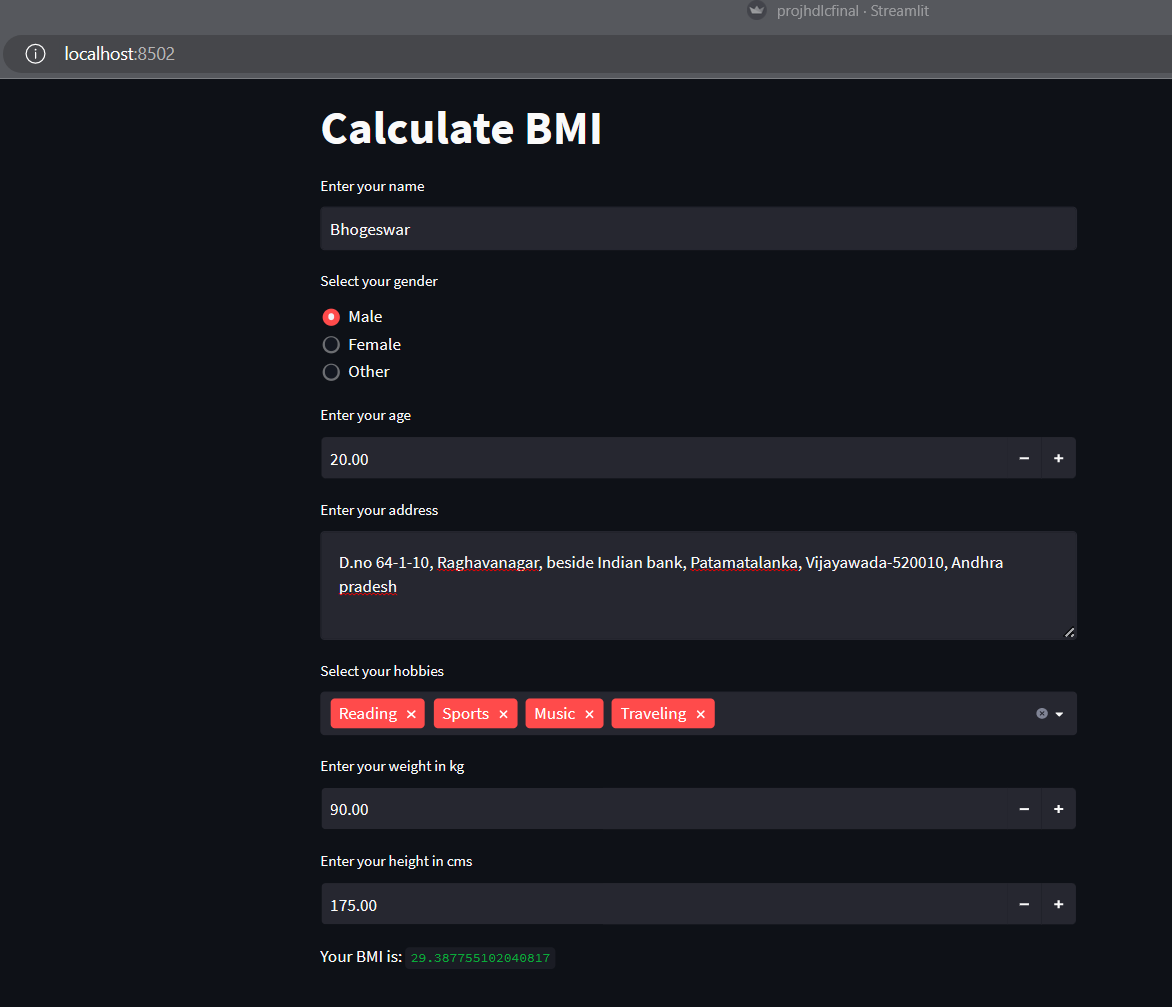 projhdlcfinal · Streamlit
localhost:8502
Calculate BMI
Enter your name
Bhogeswar
Select your gender
Male
Female
Other
Enter your age
20.00
Enter your address
D.no 64-1-10, Raghavanagar, beside Indian bank, Patamatalanka, Vijayawada-520010, Andhra
pradesh
Select your hobbies
Reading × Sports × Music × Traveling ×
Enter your weight in kg
90.00
Enter your height in cms
175.00
Your BMI is: 29.387755102040817